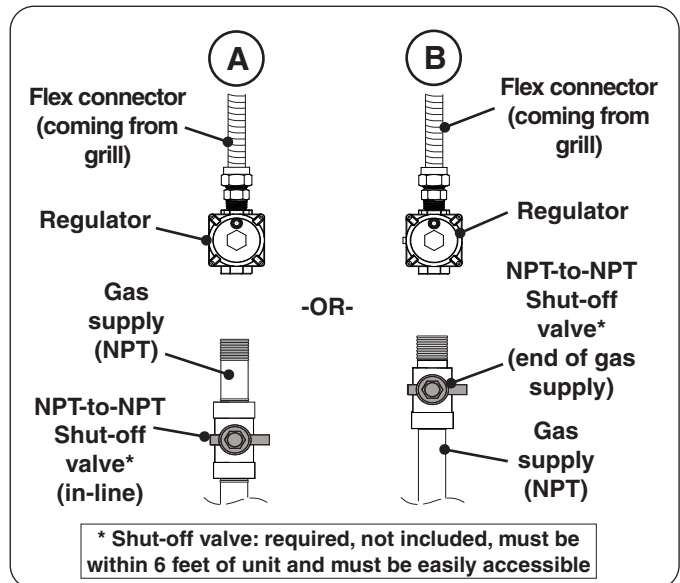 A
Flex connector
(coming from
grill)
Regulator
Gas
supply
(NPT)
NPT-to-NPT
Shut-off
valve*
(in-line)
-OR-
B
Flex connector
(coming from
grill)
Regulator
NPT-to-NPT
Shut-off
valve*
(end of gas
supply)
Gas
supply
(NPT)
* Shut-off valve: required, not included, must be
within 6 feet of unit and must be easily accessible